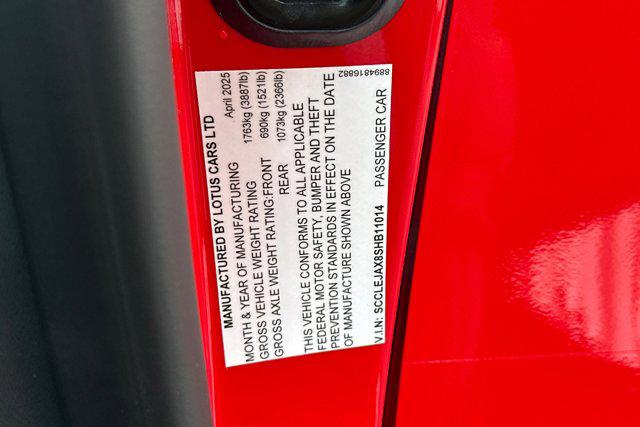 MANUFACTURED BY LOTUS CARS LTD
MONTH & YEAR OF MANUFACTURING April 2025
GROSS VEHICLE WEIGHT RATING 1763kg (3887lb)
GROSS AXLE WEIGHT RATING:FRONT 690kg (1521lb)
REAR 1073kg (2366lb)
THIS VEHICLE CONFORMS TO ALL APPLICABLE
FEDERAL MOTOR SAFETY, BUMPER AND THEFT
PREVENTION STANDARDS IN EFFECT ON THE DATE
OF MANUFACTURE SHOWN ABOVE
V.I.N: SCCLEJAX8SHB11014 PASSENGER CAR
8894816882